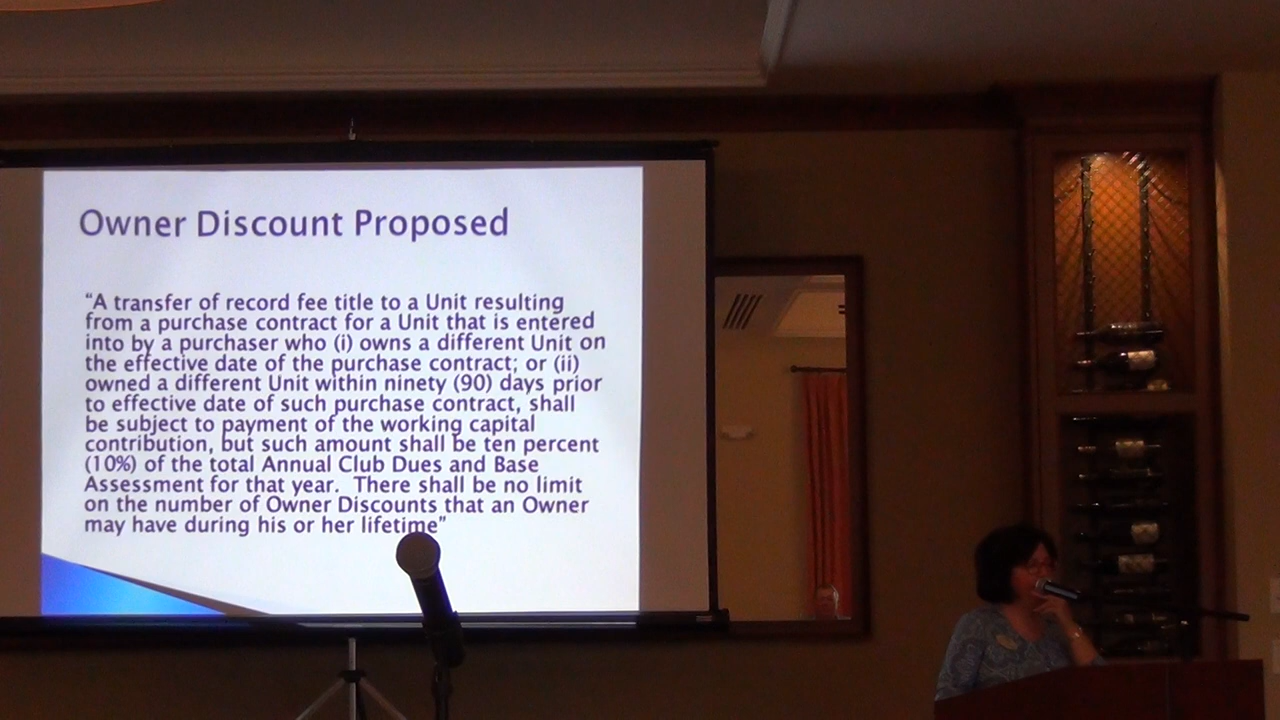 Owner Discount Proposed
“A transfer of record fee title to a Unit resulting
from a purchase contract for a Unit that is entered
into by a purchaser who (i) owns a different Unit on
the effective date of the purchase contract; or (ii)
owned a different Unit within ninety (90) days prior
to effective date of such purchase contract, shall
be subject to payment of the working capital
contribution, but such amount shall be ten percent
(10%) of the total Annual Club Dues and Base
Assessment for that year.  There shall be no limit
on the number of Owner Discounts that an Owner
may have during his or her lifetime”